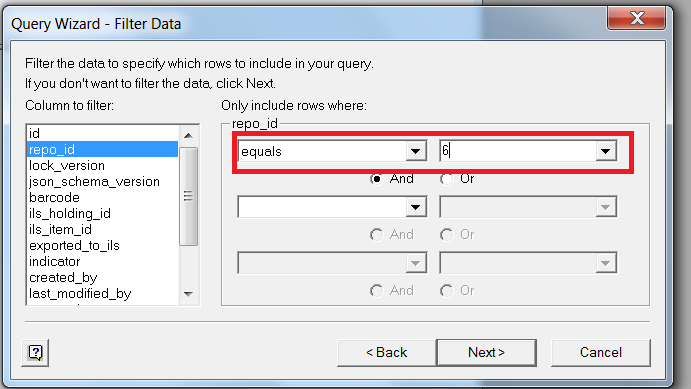 Query Wizard - Filter Data
Filter the data to specify which rows to include in your query.
If you don't want to filter the data, click Next.
Column to filter:
Only include rows where:
id
repo_id
lock_version
json_schema_version
barcode
ils_holding_id
ils_item_id
exported_to_ils
indicator
created_by
last_modified_by
repo_id
equals 6
And Or
And Or
And Or
? < Back Next > Cancel